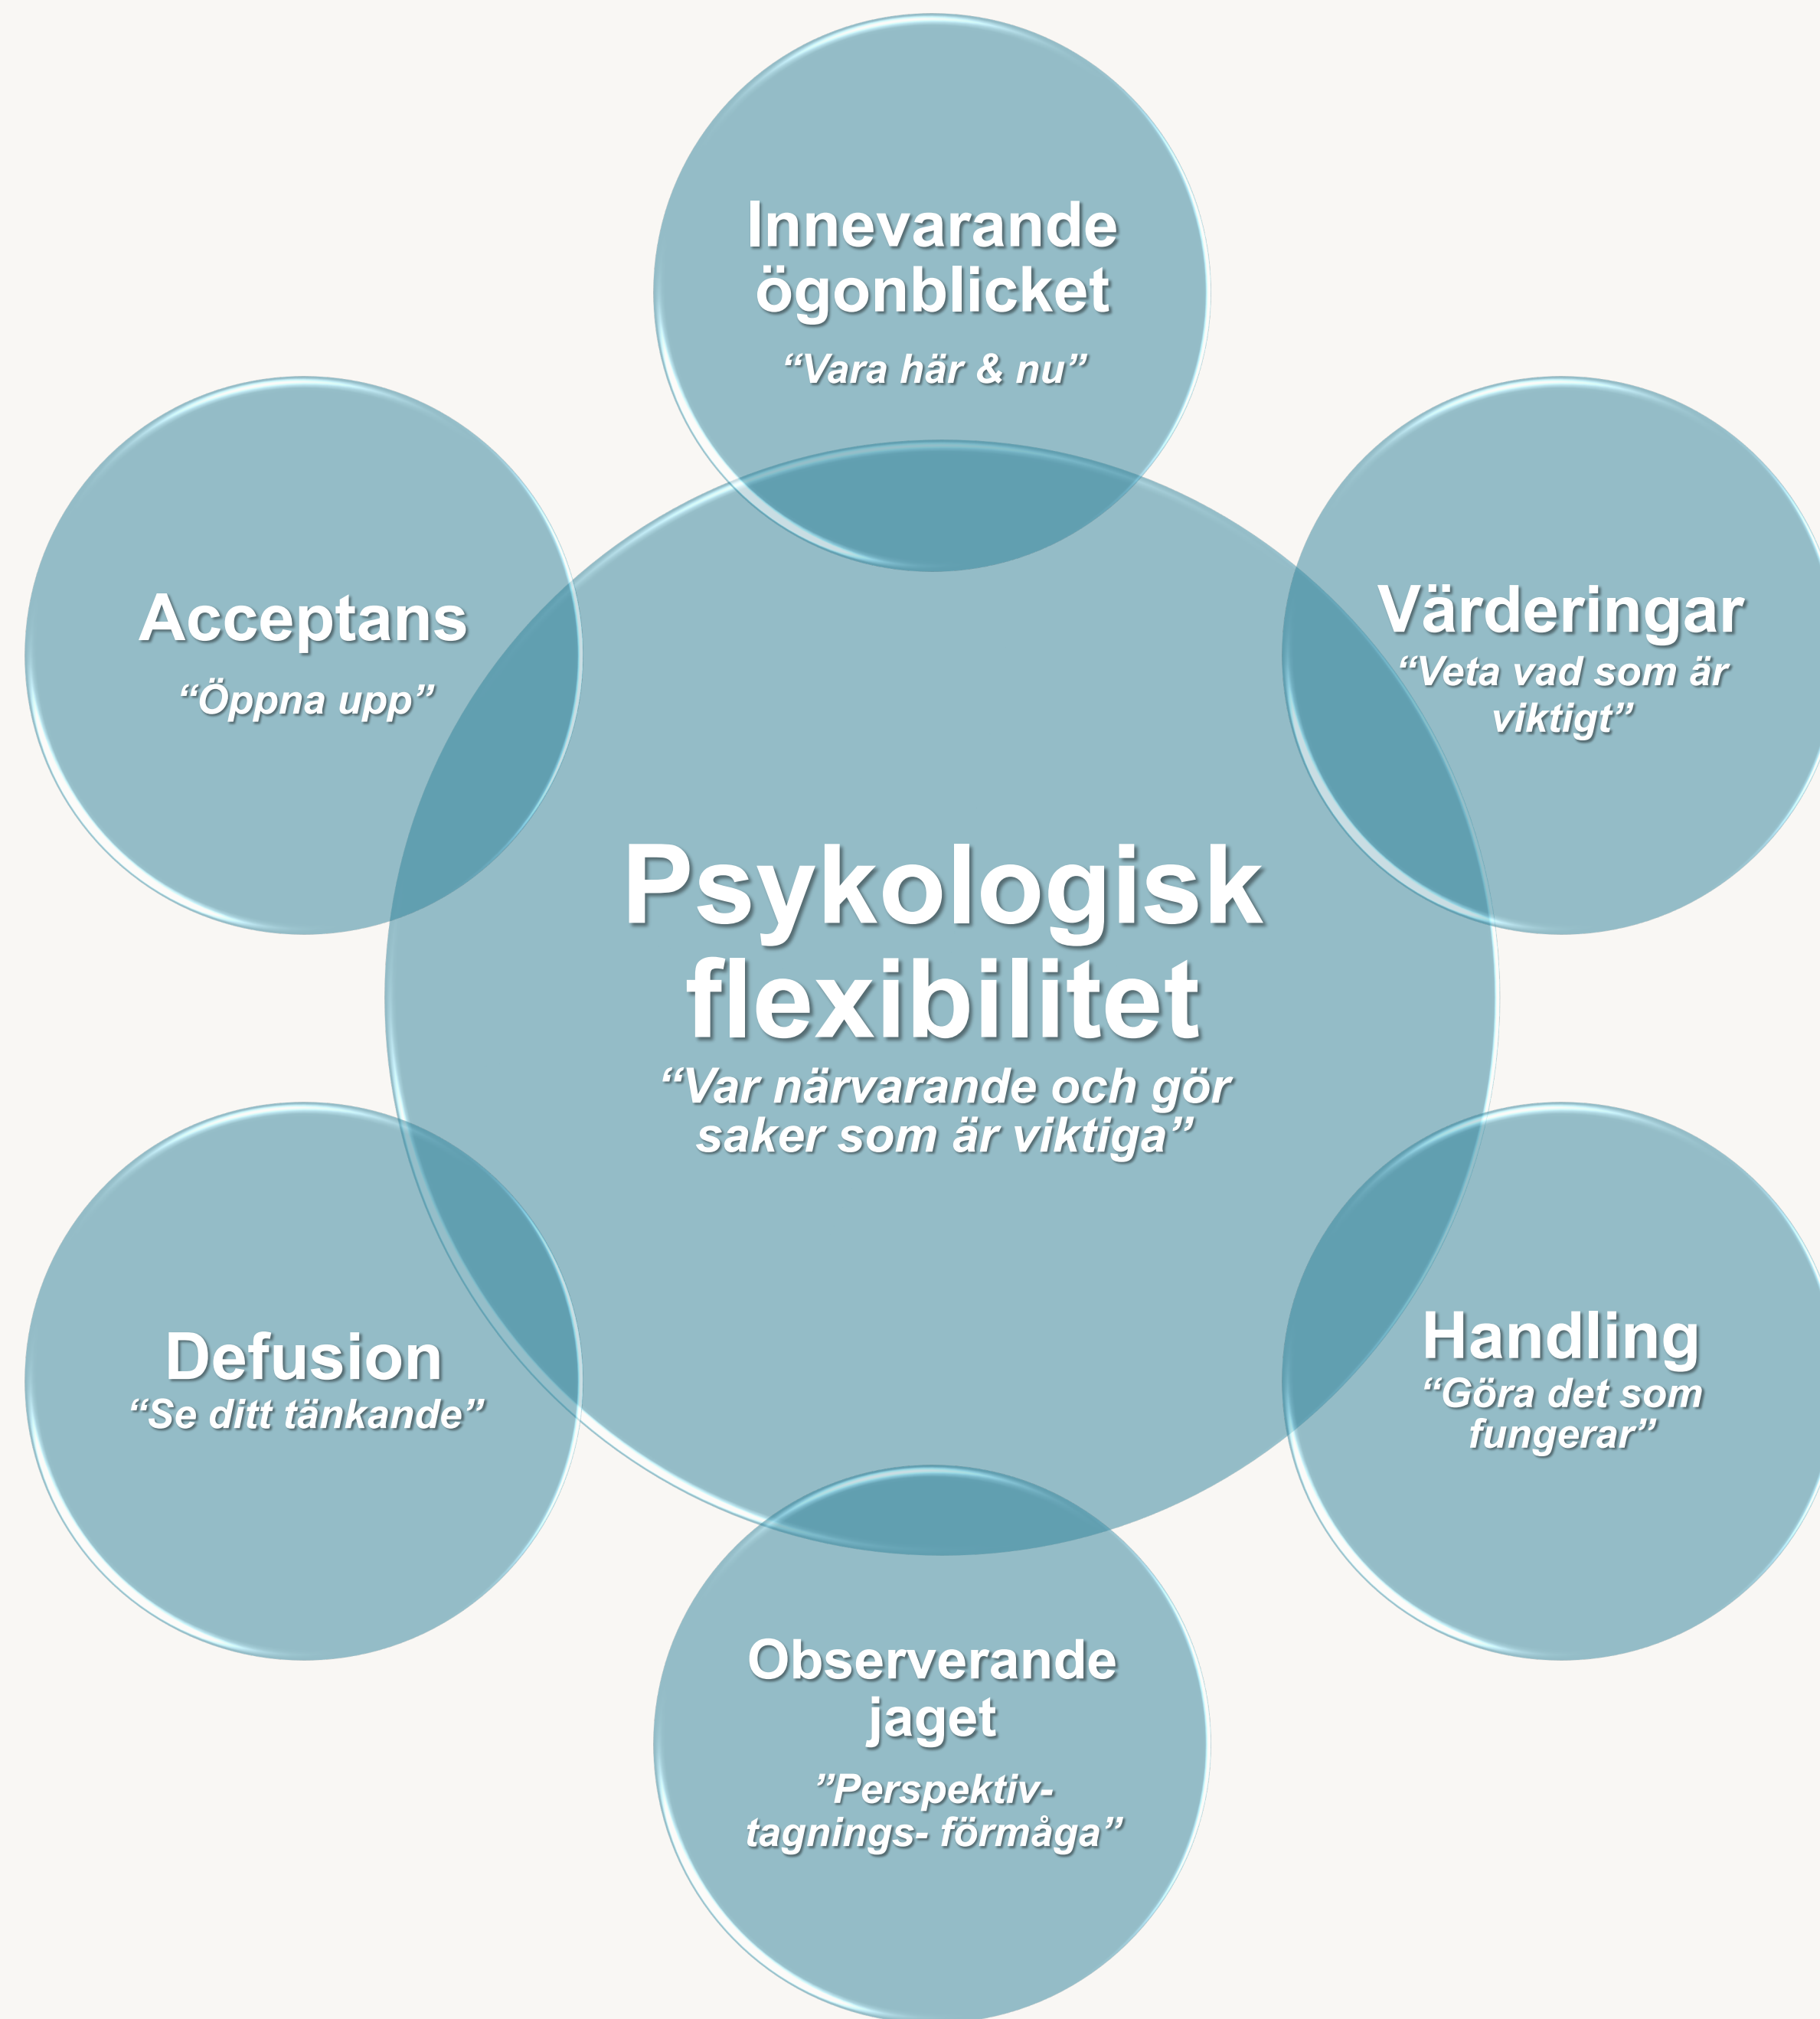 Innevarande
ögonblicket
“Vara här & nu”
Acceptans
“Öppna upp”
Värderingar
“Veta vad som är
viktigt”
Psykologisk
flexibilitet
“Var närvarande och gör
saker som är viktiga”
Defusion
“Se ditt tänkande”
Handling
“Göra det som
fungerar”
Observerande
jaget
”Perspektiv-
tagnings- förmåga”